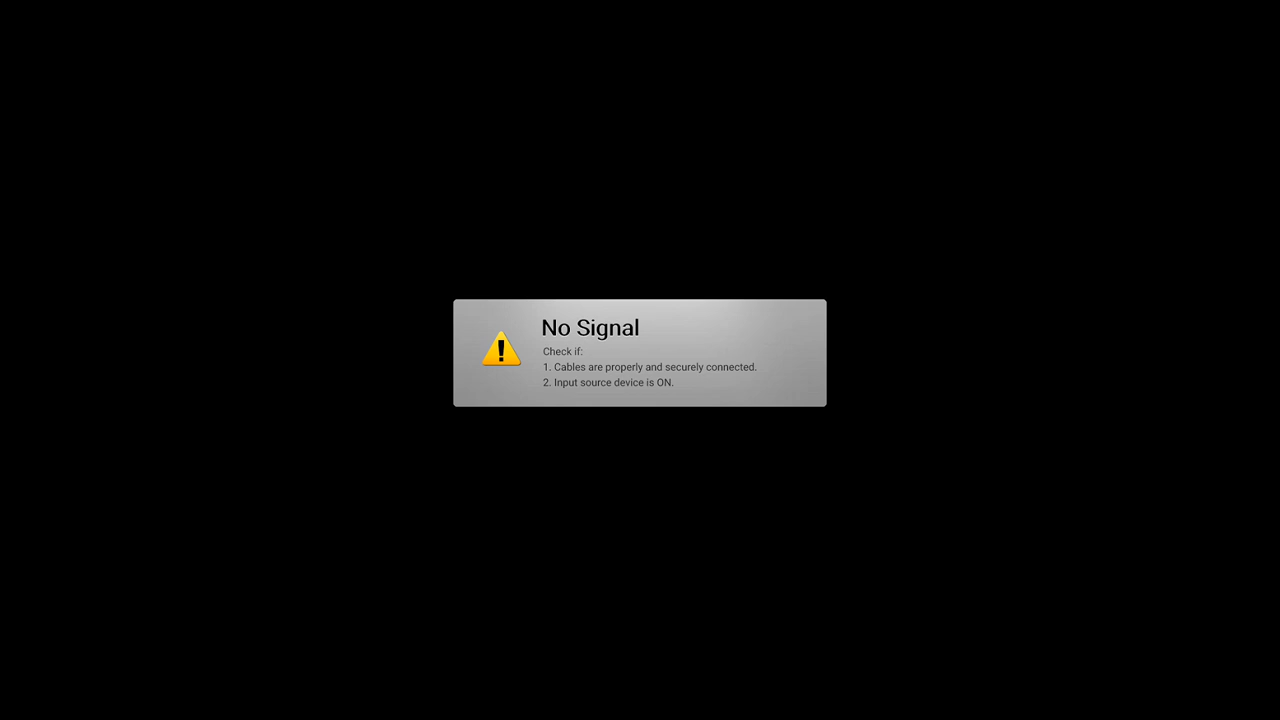 No Signal
Check if:
1. Cables are properly and securely connected.
2. Input source device is ON.